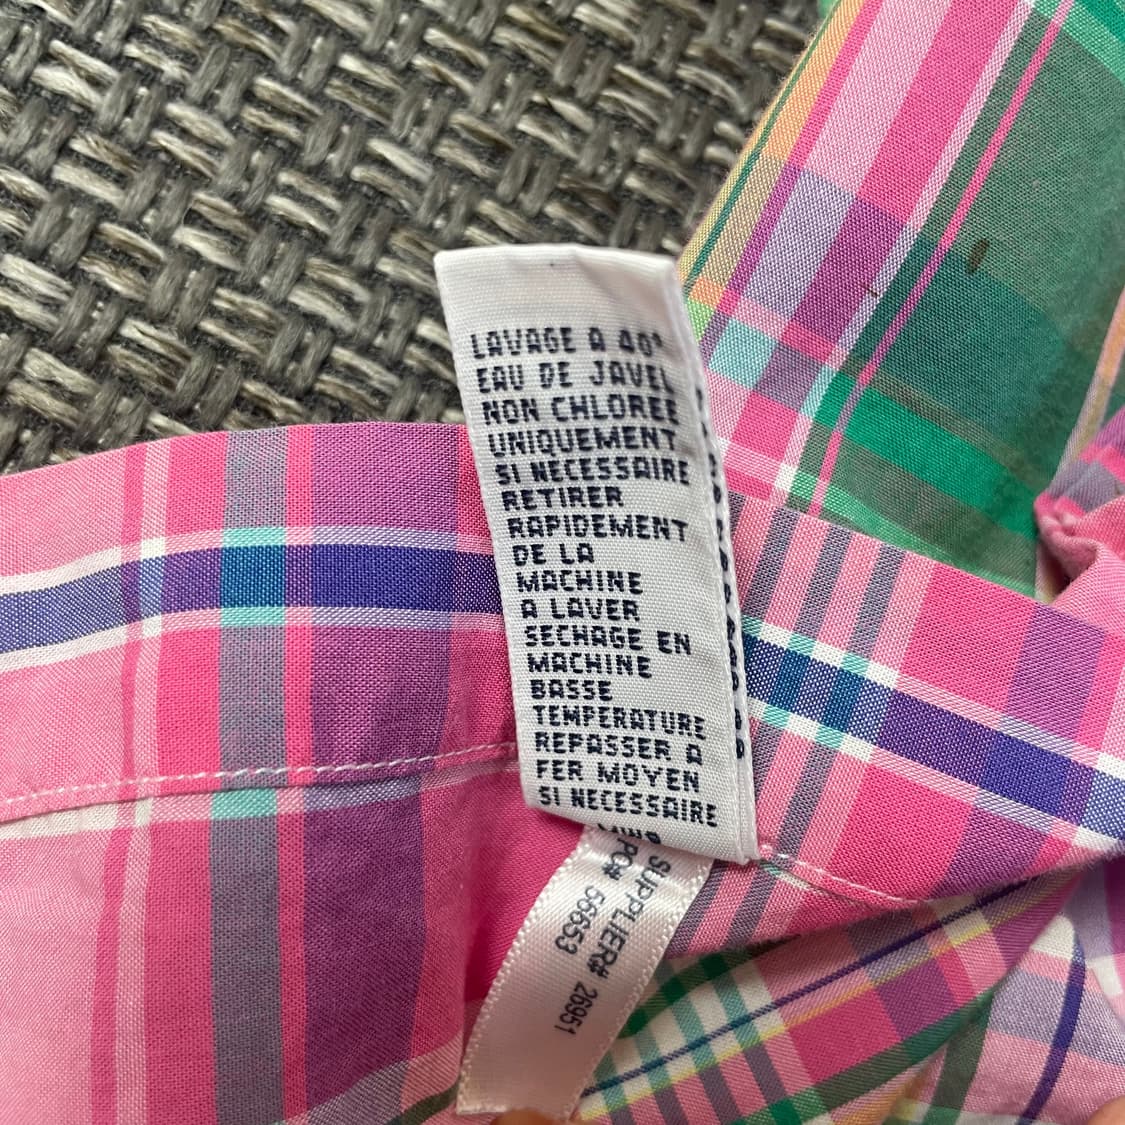 LAVAGE A 40°
EAU DE JAVEL
NON CHLOREE
UNIQUEMENT
SI NECESSAIRE
RETIRER
RAPIDEMENT
DE LA
MACHINE
A LAVER
SECHAGE EN
MACHINE
BASSE
TEMPERATURE
REPASSER A
FER MOYEN
SI NECESSAIRE
SUPPLIER# 26951
PO# 56653